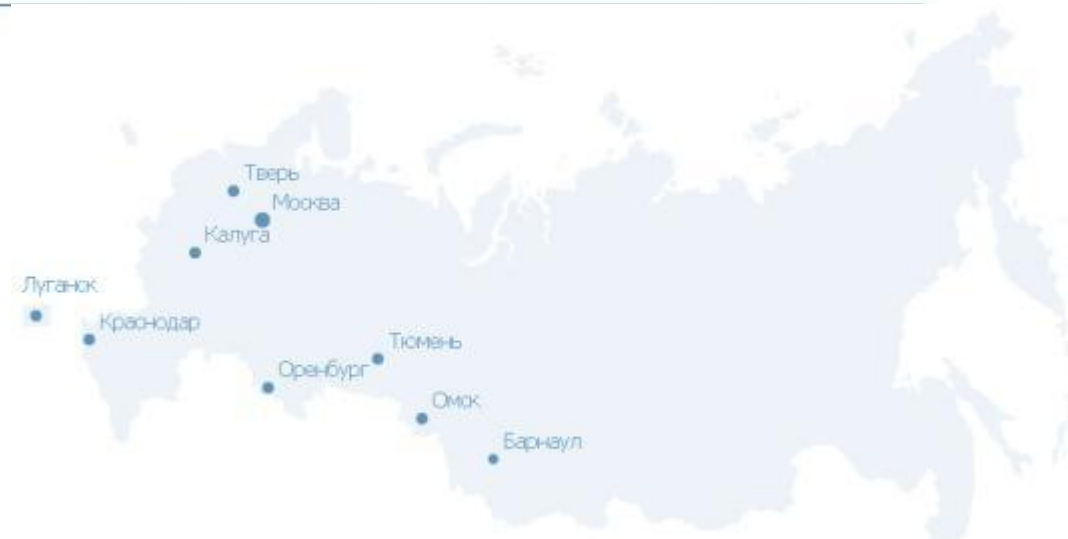 Тверь
Москва
Калуга
Луганск
Краснодар
Тюмень
Оренбург
Омск
Барнаул